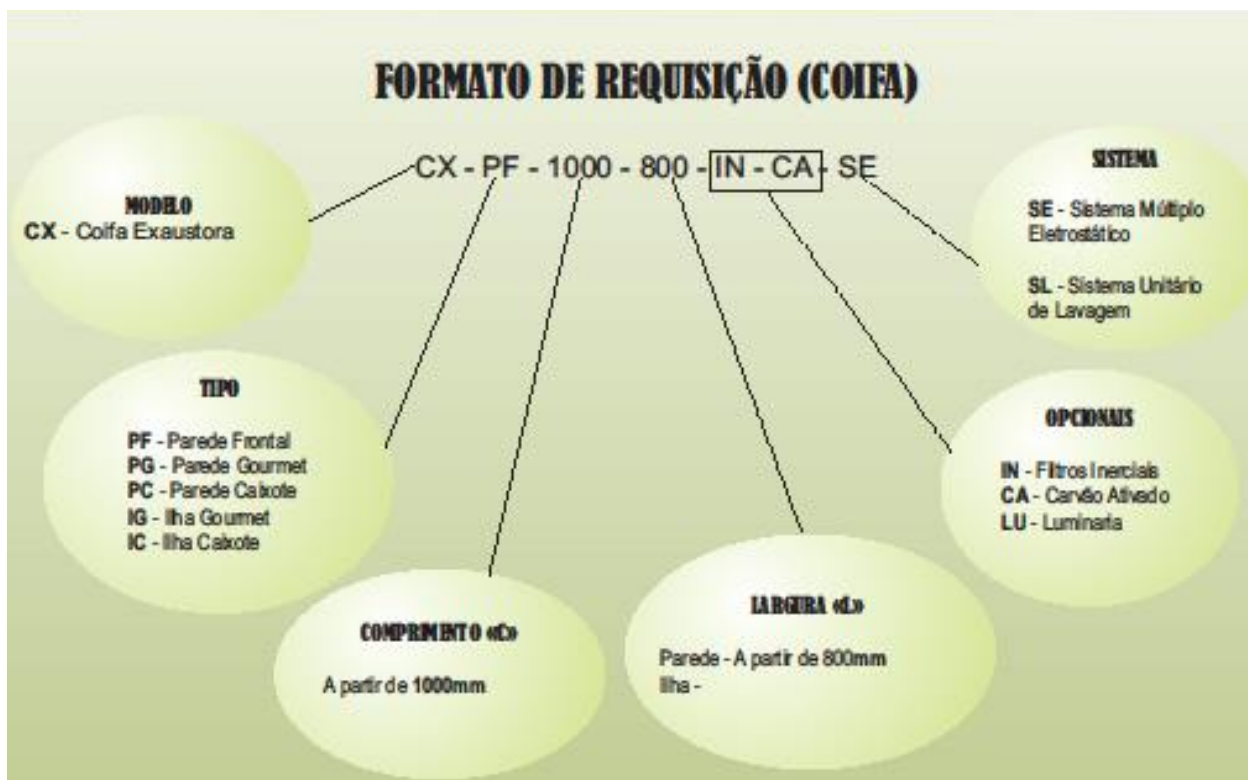 FORMATO DE REQUISIÇÃO (COIFA)
CX - PF - 1000 - 800 - IN - CA - SE
MODELO
CX - Coifa Exaustora
TIPO
PF - Parede Frontal
PG - Parede Gourmet
PC - Parede Caixote
IG - Ilha Gourmet
IC - Ilha Caixote
COMPRIMENTO «C»
A partir de 1000mm
LARGURA «L»
Parede - A partir de 800mm
Ilha -
OPCIONAIS
IN - Filtros Inerciais
CA - Carvão Ativado
LU - Luminaria
SISTEMA
SE - Sistema Múltiplo
Eletrostático
SL - Sistema Unitário
de Lavagem